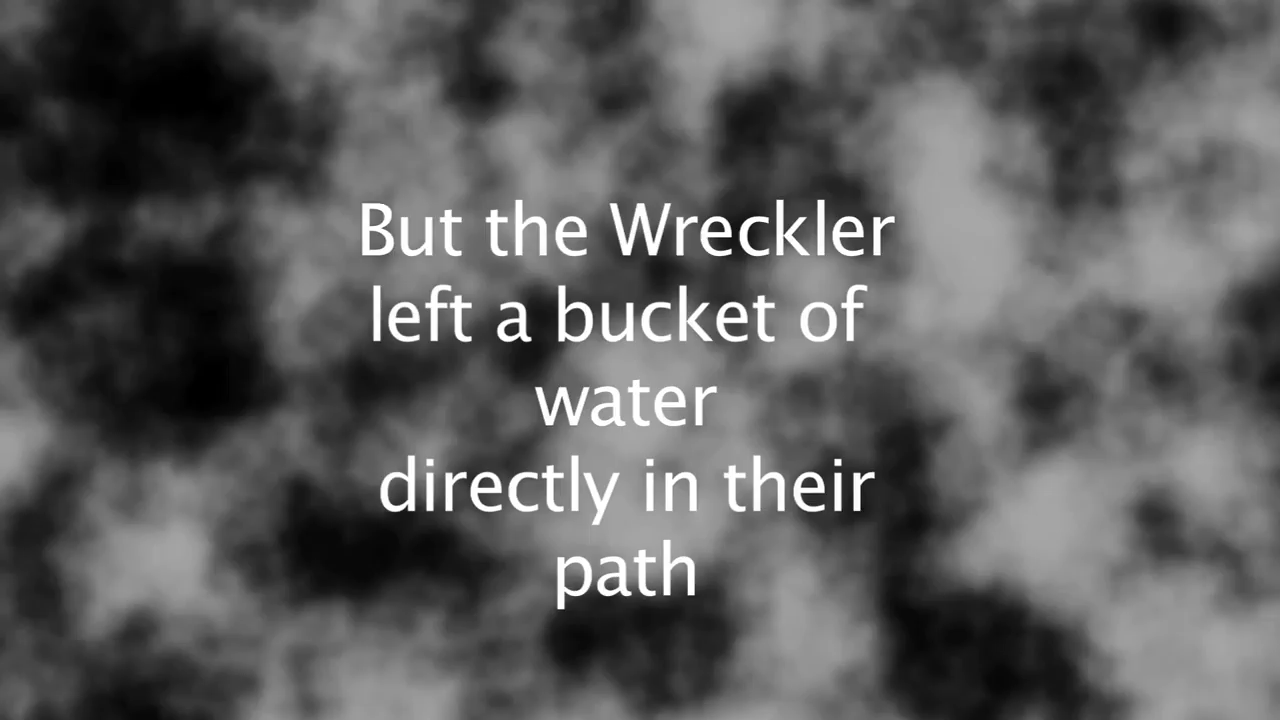 But the Wreckler
left a bucket of
water
directly in their
path